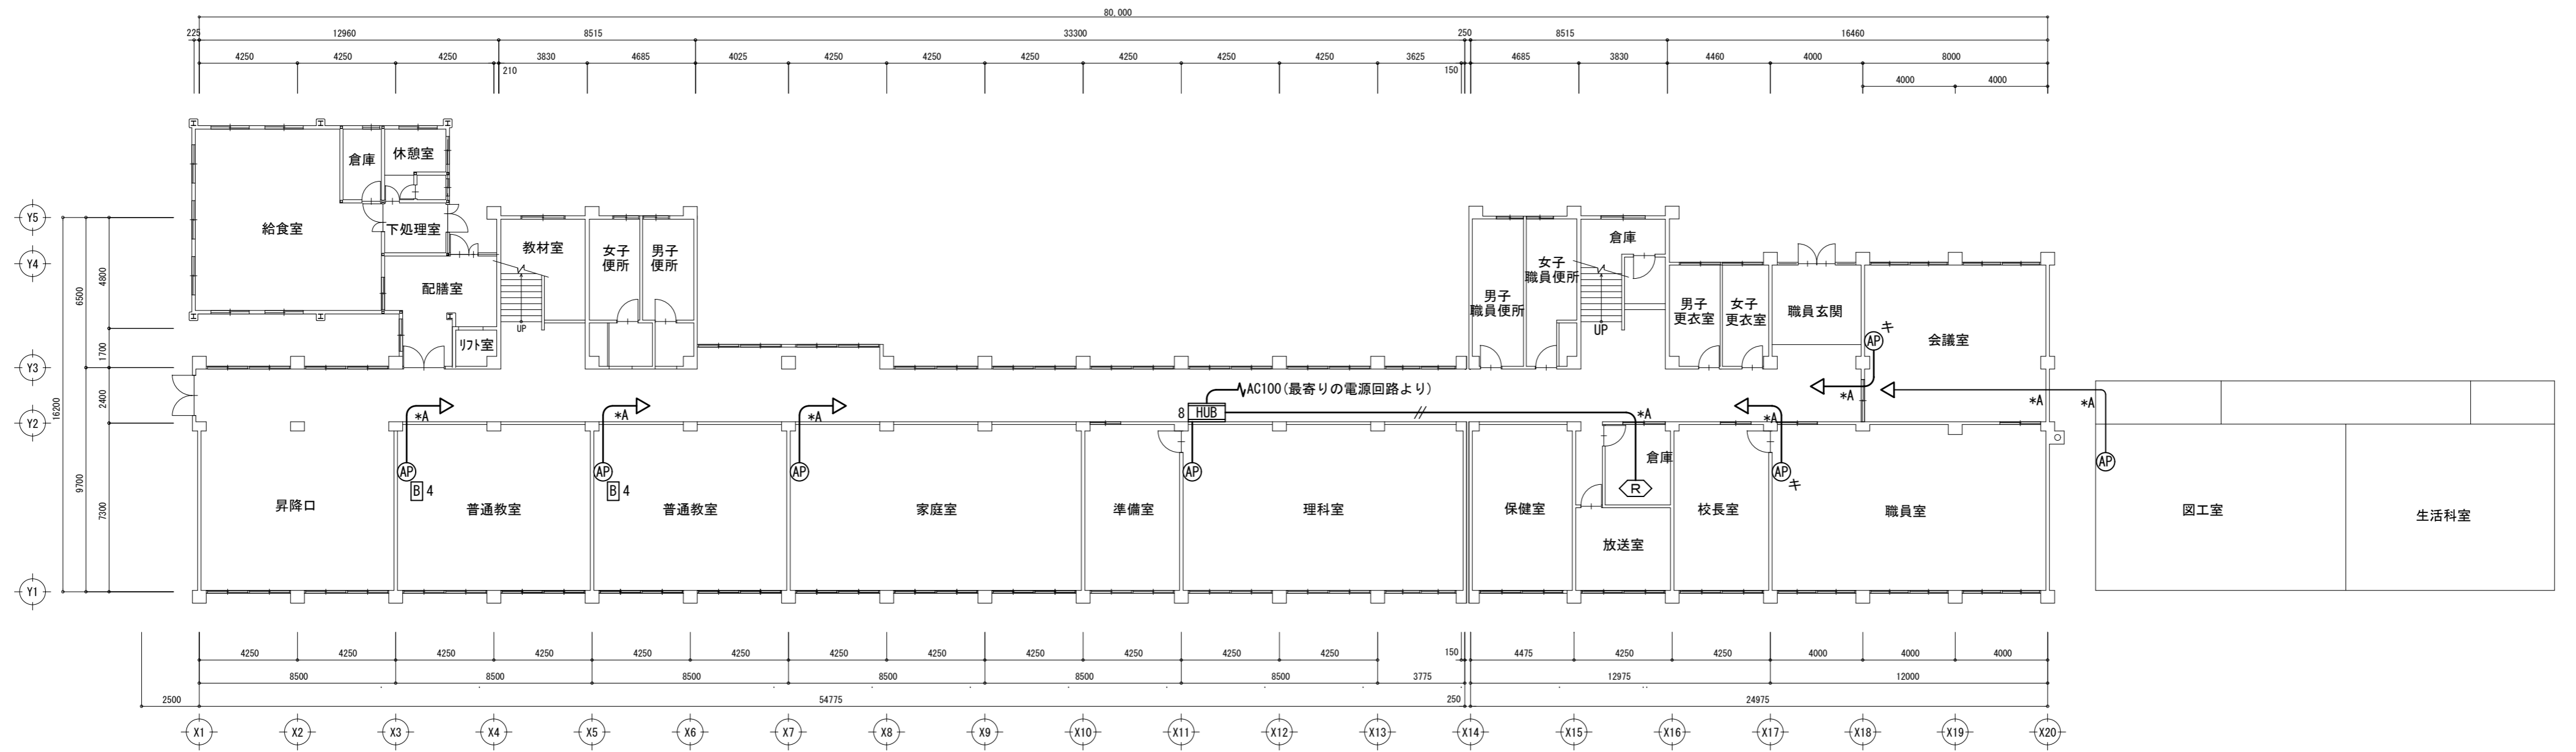 80,000
225
12960
8515
33300
250
8515
16460
4250
4250
4250
3830
4685
4025
4250
4250
4250
4250
4250
4250
3625
4685
3830
4460
4000
8000
210
150
4000
4000
倉庫
休憩室
給食室
下処理室
教材室
女子
便所
男子
便所
配膳室
UP
リフト室
倉庫
女子
職員便所
男子
職員便所
UP
男子
更衣室
女子
更衣室
職員玄関
会議室
AP
キ
Y5
Y4
Y3
Y2
Y1
16200
6500
9700
4800
1700
2400
7300
AC100(最寄りの電源回路より)
8
HUB
*A
*A
*A
*A
*A
*A
*A
*A
AP
B
4
AP
B
4
AP
AP
R
AP
キ
AP
昇降口
普通教室
普通教室
家庭室
準備室
理科室
保健室
倉庫
放送室
校長室
職員室
図工室
生活科室
4250
4250
4250
4250
4250
4250
4250
4250
4250
4250
4250
4250
150
4475
4250
4250
4000
4000
4000
8500
8500
8500
8500
8500
8500
3775
12975
12000
2500
54775
250
24975
X1
X2
X3
X4
X5
X6
X7
X8
X9
X10
X11
X12
X13
X14
X15
X16
X17
X18
X19
X20